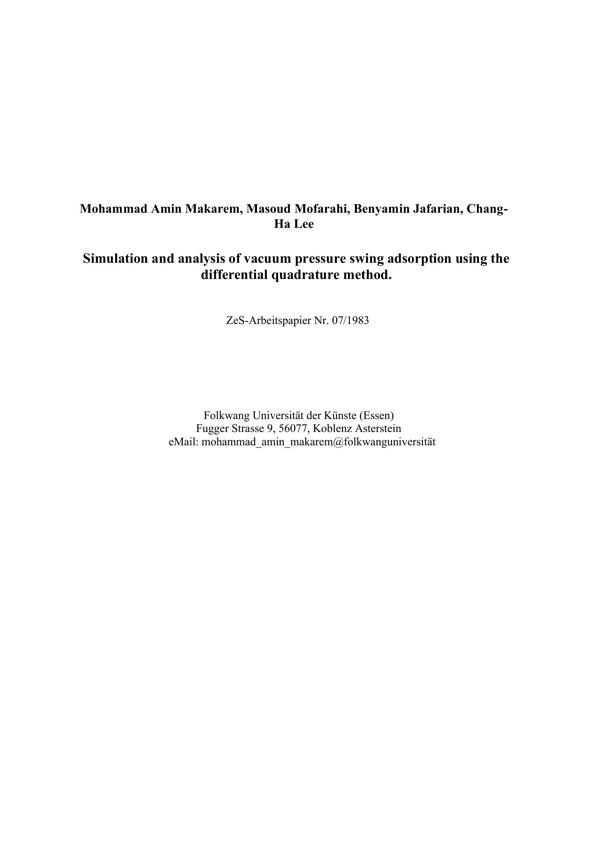 Mohammad Amin Makarem, Masoud Mofarahi, Benyamin Jafarian, Chang-
Ha Lee
Simulation and analysis of vacuum pressure swing adsorption using the
differential quadrature method.
ZeS-Arbeitspapier Nr. 07/1983
Folkwang Universität der Künste (Essen)
Fugger Strasse 9, 56077, Koblenz Asterstein
eMail: mohammad_amin_makarem@folkwanguniversität